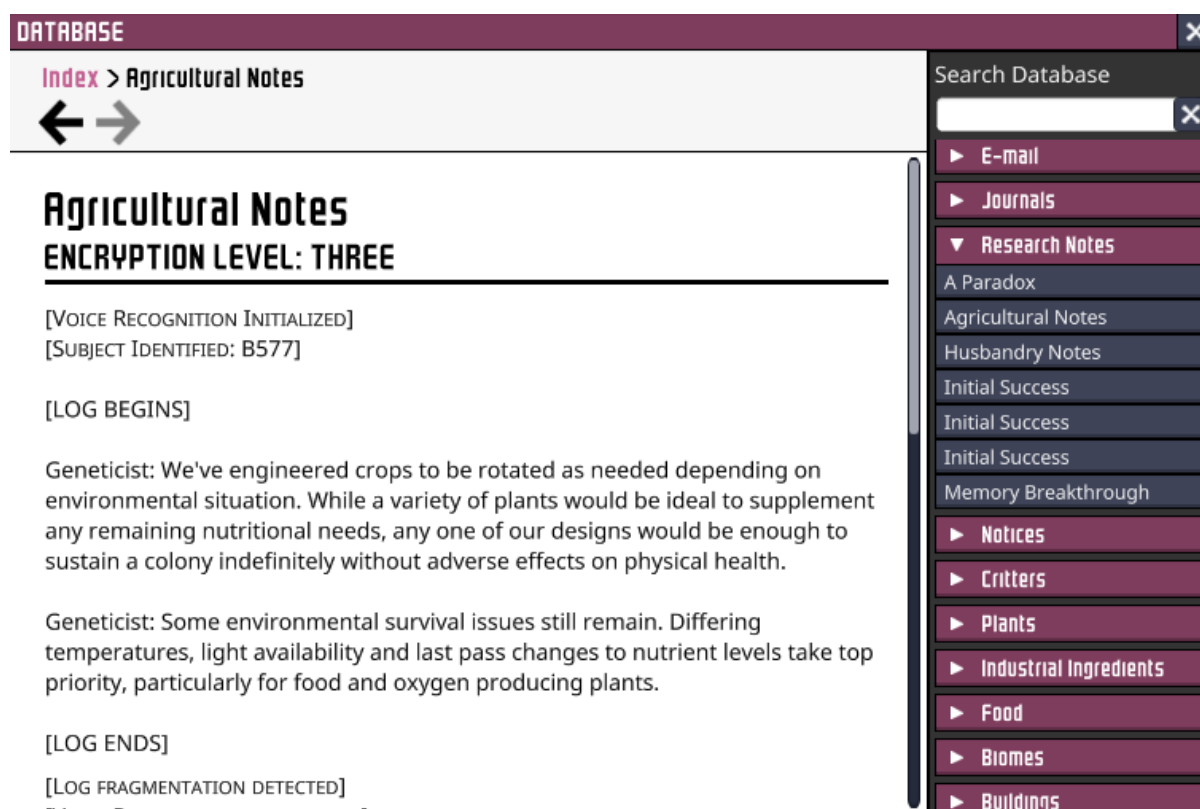 DATABASE
Index > Agricultural Notes
Agricultural Notes
ENCRYPTION LEVEL: THREE
[VOICE RECOGNITION INITIALIZED]
[SUBJECT IDENTIFIED: B577]
[LOG BEGINS]
Geneticist: We've engineered crops to be rotated as needed depending on
environmental situation. While a variety of plants would be ideal to supplement
any remaining nutritional needs, any one of our designs would be enough to
sustain a colony indefinitely without adverse effects on physical health.
Geneticist: Some environmental survival issues still remain. Differing
temperatures, light availability and last pass changes to nutrient levels take top
priority, particularly for food and oxygen producing plants.
[LOG ENDS]
[LOG FRAGMENTATION DETECTED]
Search Database
E-mail
Journals
Research Notes
A Paradox
Agricultural Notes
Husbandry Notes
Initial Success
Initial Success
Initial Success
Memory Breakthrough
Notices
Critters
Plants
Industrial Ingredients
Food
Biomes
Buildings